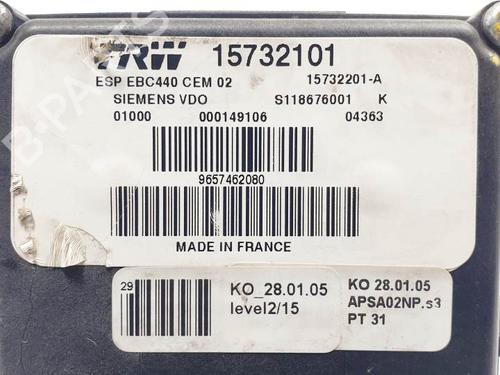 TRW 15732101
ESP EBC440 CEM 02 15732201-A
SIEMENS VDO S118676001 K
01000 000149106 04363
9657462080
MADE IN FRANCE
29
KO_28.01.05
level2/15
KO 28.01.05
APSA02NP.s3
PT 31